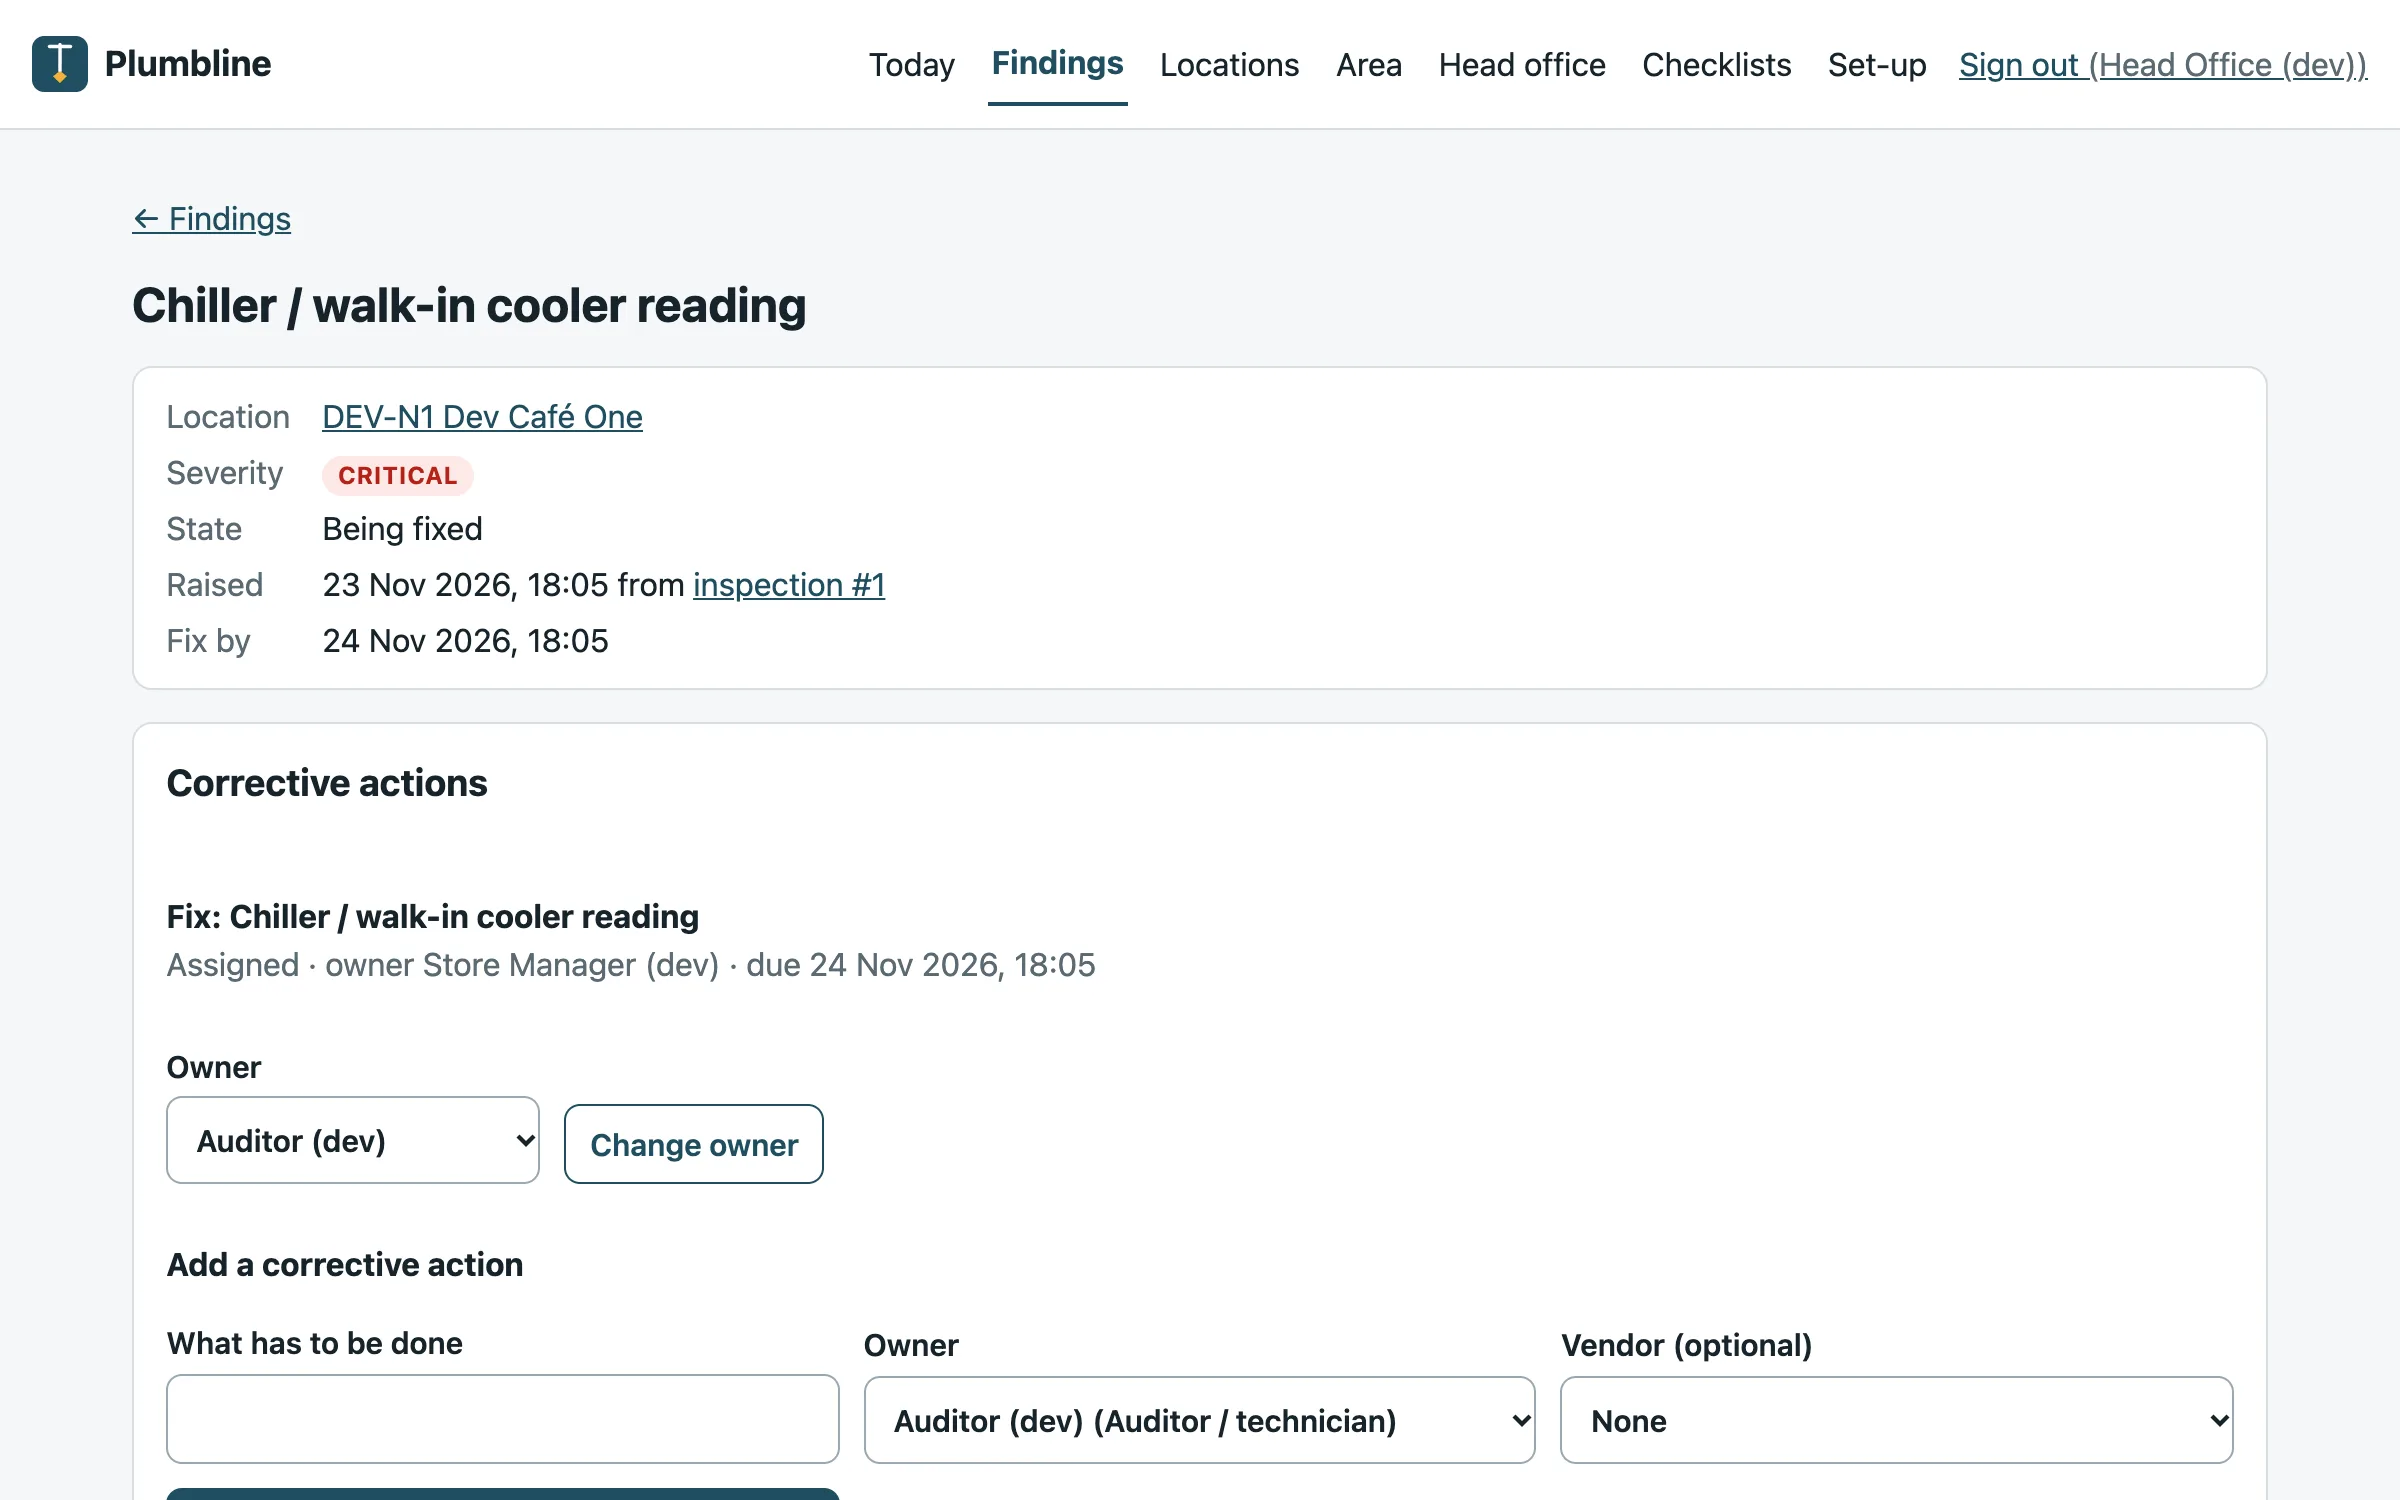 Plumbline
Today Findings Locations Area Head office Checklists Set-up Sign out (Head Office (dev))
← Findings
Chiller / walk-in cooler reading
Location DEV-N1 Dev Café One
Severity CRITICAL
State Being fixed
Raised 23 Nov 2026, 18:05 from inspection #1
Fix by 24 Nov 2026, 18:05
Corrective actions
Fix: Chiller / walk-in cooler reading
Assigned · owner Store Manager (dev) · due 24 Nov 2026, 18:05
Owner
Auditor (dev) Change owner
Add a corrective action
What has to be done Owner Vendor (optional)
Auditor (dev) (Auditor / technician) None